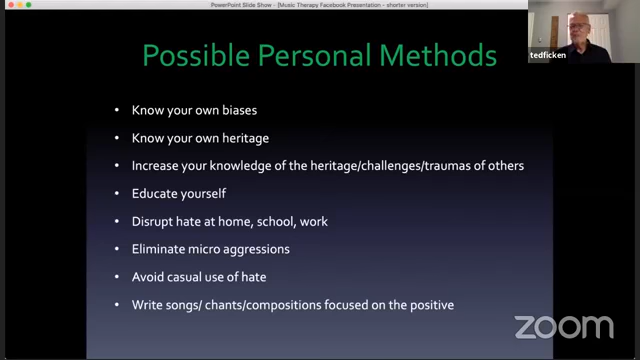 PowerPoint Slide Show - [Music Therapy Facebook Presentation - shorter version]
tedficken
Possible Personal Methods
• Know your own biases
• Know your own heritage
• Increase your knowledge of the heritage/challenges/traumas of others
• Educate yourself
• Disrupt hate at home, school, work
• Eliminate micro aggressions
• Avoid casual use of hate
• Write songs/ chants/compositions focused on the positive
zoom